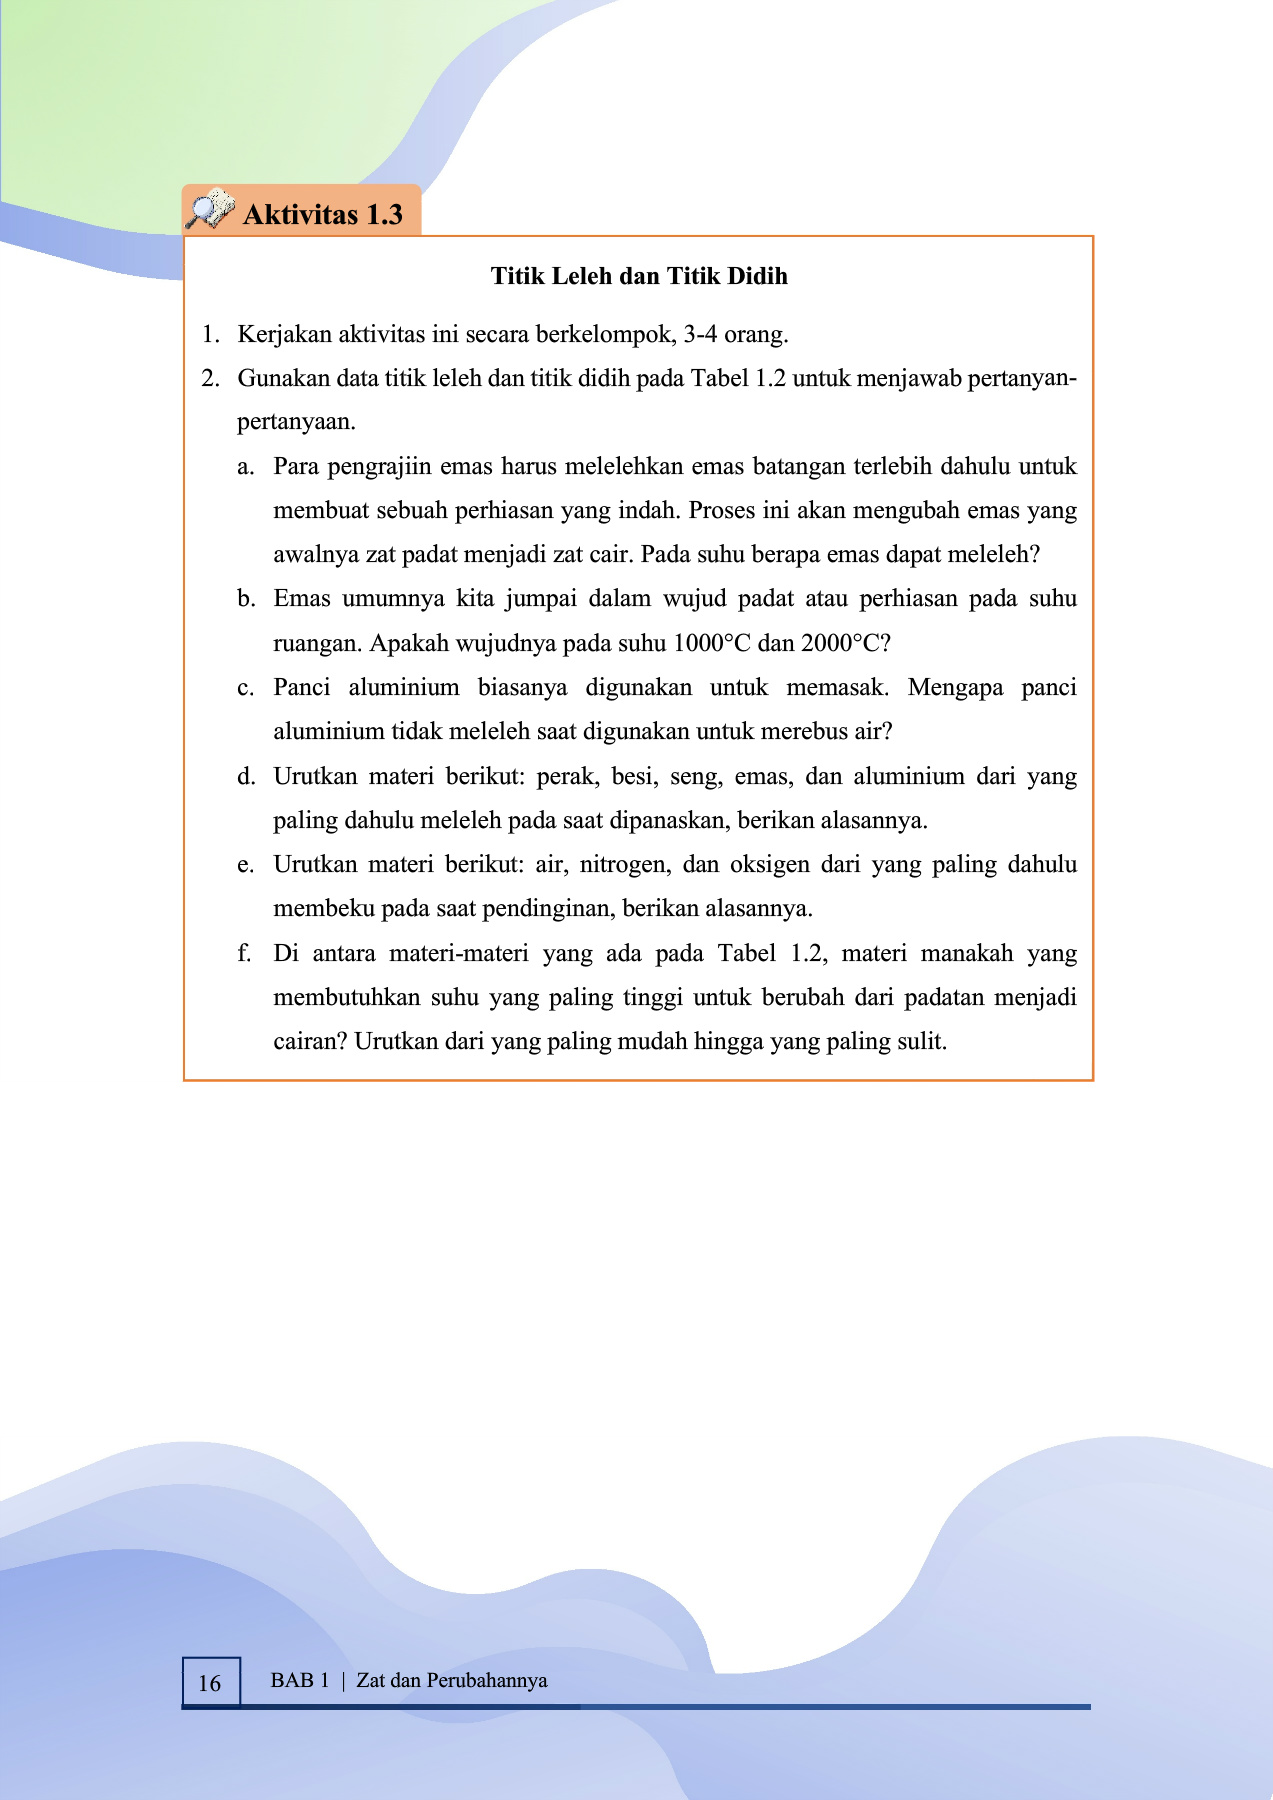 Aktivitas 1.3
Titik Leleh dan Titik Didih
1. Kerjakan aktivitas ini secara berkelompok, 3-4 orang.
2. Gunakan data titik leleh dan titik didih pada Tabel 1.2 untuk menjawab pertanyan-
pertanyaan.
a. Para pengrajiin emas harus melelehkan emas batangan terlebih dahulu untuk
membuat sebuah perhiasan yang indah. Proses ini akan mengubah emas yang
awalnya zat padat menjadi zat cair. Pada suhu berapa emas dapat meleleh?
b. Emas umumnya kita jumpai dalam wujud padat atau perhiasan pada suhu
ruangan. Apakah wujudnya pada suhu 1000°C dan 2000°C?
c. Panci aluminium biasanya digunakan untuk memasak. Mengapa panci
aluminium tidak meleleh saat digunakan untuk merebus air?
d. Urutkan materi berikut: perak, besi, seng, emas, dan aluminium dari yang
paling dahulu meleleh pada saat dipanaskan, berikan alasannya.
e. Urutkan materi berikut: air, nitrogen, dan oksigen dari yang paling dahulu
membeku pada saat pendinginan, berikan alasannya.
f. Di antara materi-materi yang ada pada Tabel 1.2, materi manakah yang
membutuhkan suhu yang paling tinggi untuk berubah dari padatan menjadi
cairan? Urutkan dari yang paling mudah hingga yang paling sulit.
16 BAB 1 | Zat dan Perubahannya